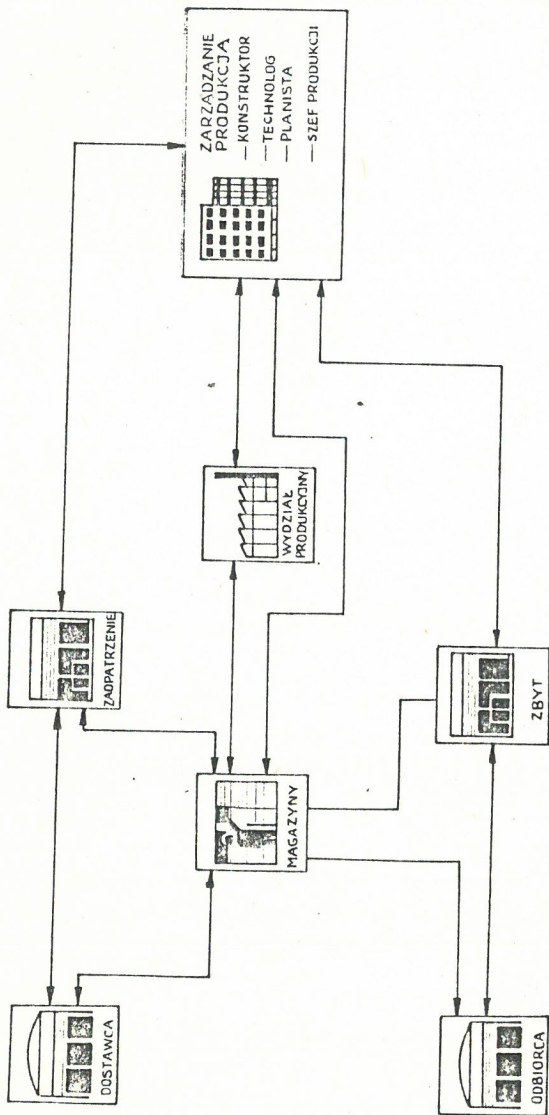 DOSTAWCA
ZAOPATRZENIE
ZARZĄDZANIE
PRODUKCJĄ
— KONSTRUKTOR
— TECHNOLOG
— PLANISTA
— SZEF PRODUKCJI
MAGAZYNY
WYDZIAŁ
PRODUKCYJNY
ODBIORCA
ZBYT